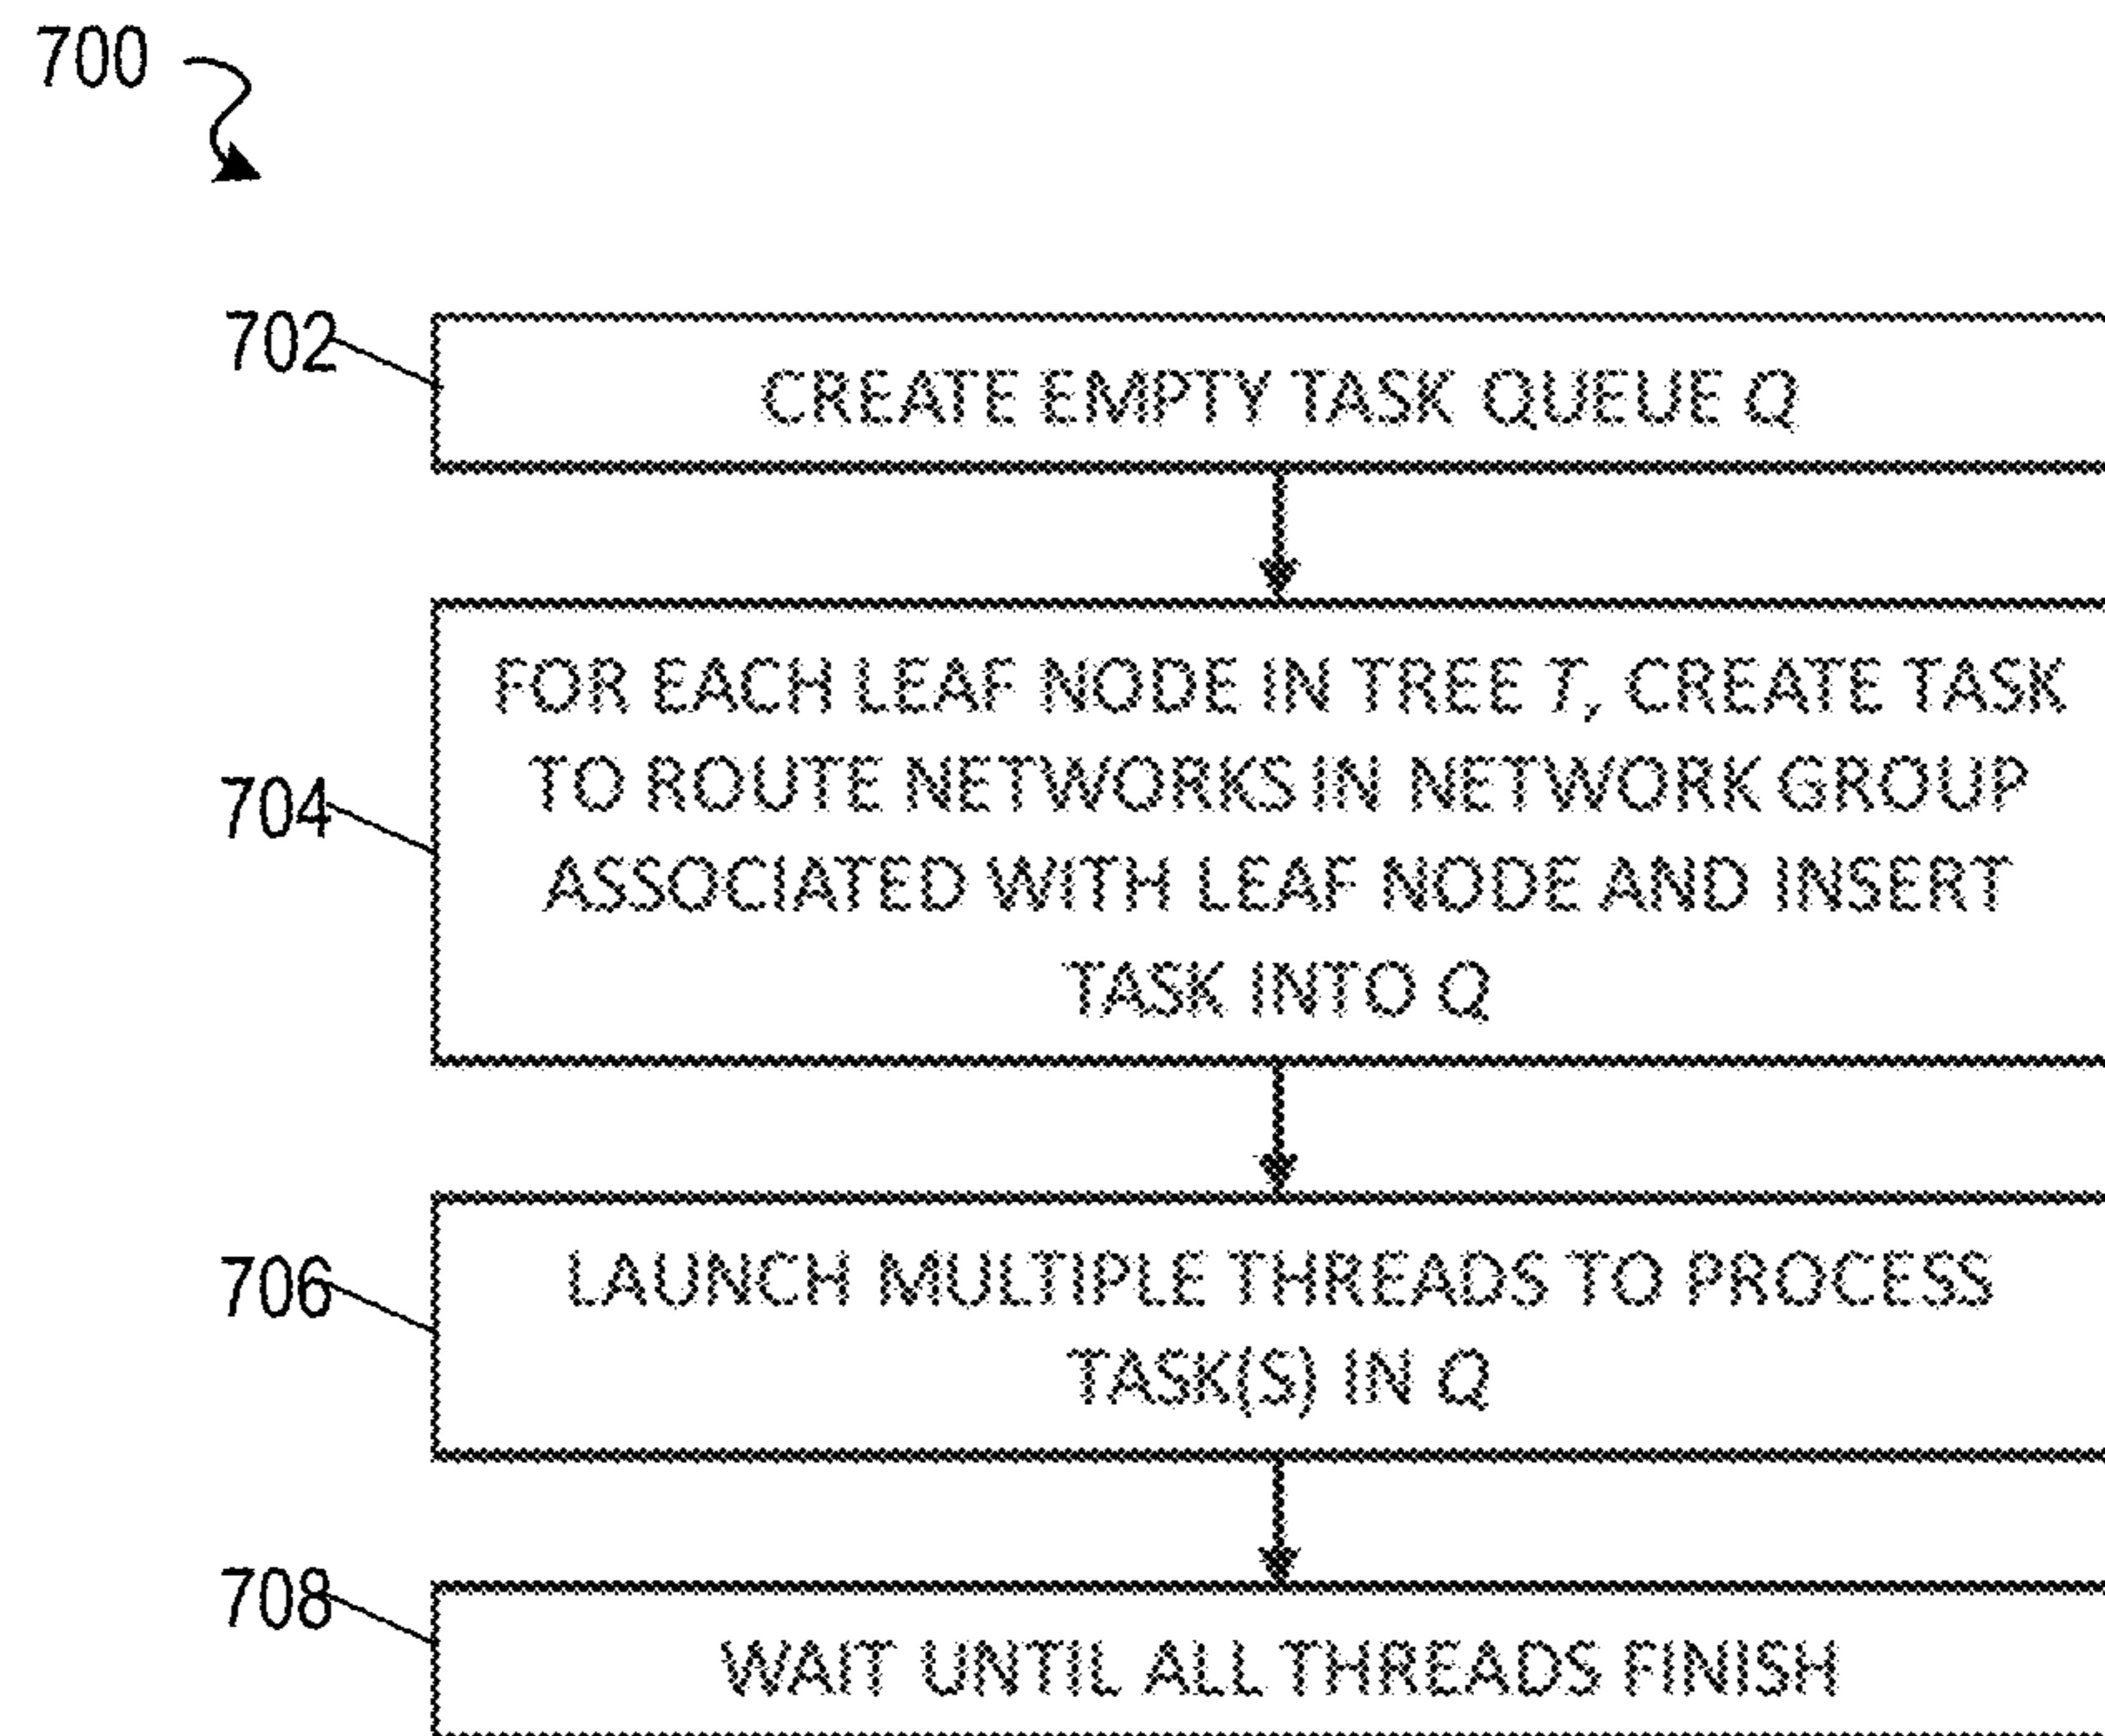 700
702
CREATE EMPTY TASK QUEUE Q
FOR EACH LEAF NODE IN TREE T, CREATE TASK
TO ROUTE NETWORKS IN NETWORK GROUP
704
ASSOCIATED WITH LEAF NODE AND INSERT
TASK INTO Q
706
LAUNCH MULTIPLE THREADS TO PROCESS
TASK(S) IN Q
708
WAIT UNTIL ALL THREADS FINISH